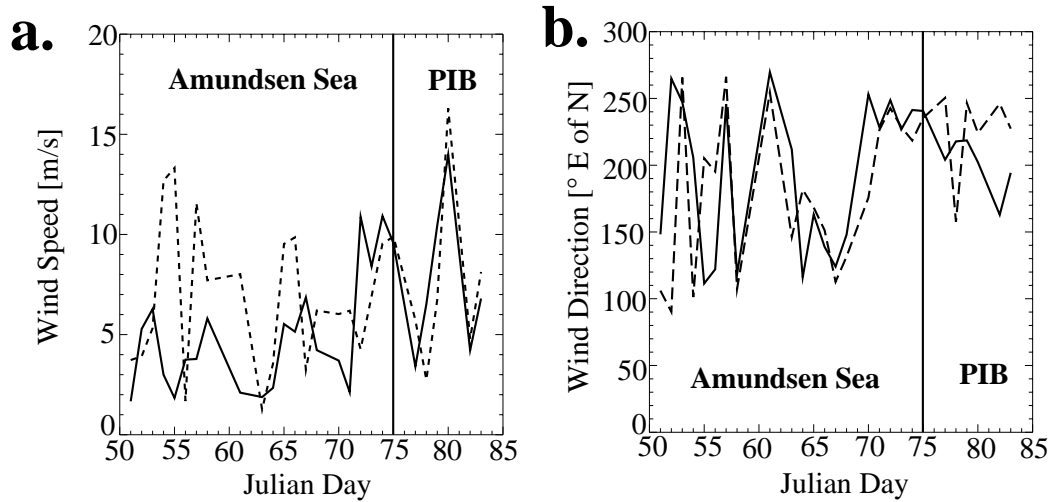 a.
20
15
10
5
0
Wind Speed [m/s]
Amundsen Sea
PIB
50 55 60 65 70 75 80 85
Julian Day
b.
300
250
200
150
100
50
0
Wind Direction [° E of N]
Amundsen Sea
PIB
50 55 60 65 70 75 80 85
Julian Day